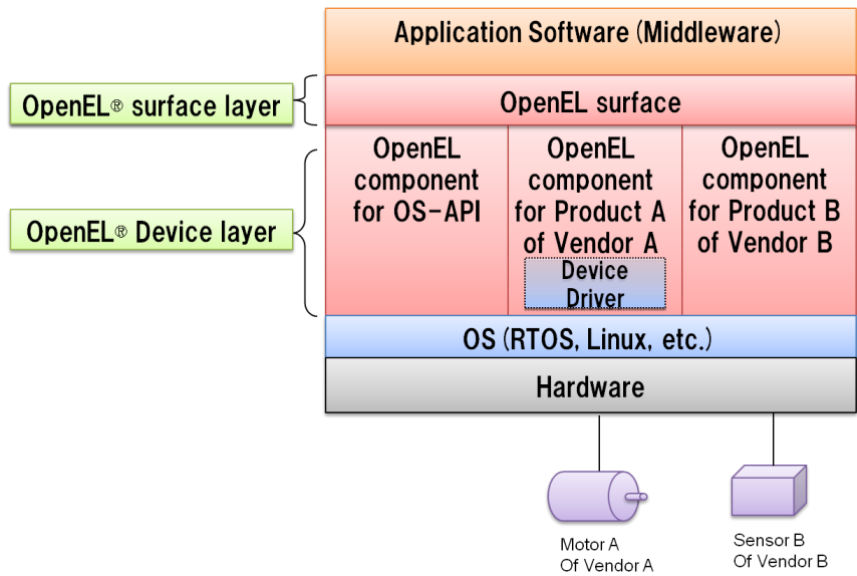 Application Software (Middleware)
OpenEL® surface layer
OpenEL surface
OpenEL
component
for OS-API
OpenEL
component
for Product A
of Vendor A
Device
Driver
OpenEL
component
for Product B
of Vendor B
OpenEL® Device layer
OS (RTOS, Linux, etc.)
Hardware
Motor A
Of Vendor A
Sensor B
Of Vendor B